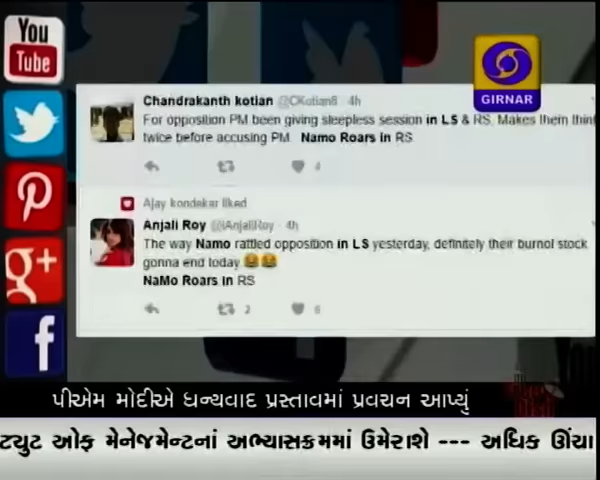 You
Tube
GIRNAR
Chandrakanth kotian @CKotian8 4h
For opposition PM been giving sleepless session in LS & RS. Makes them thin
twice before accusing PM. Namo Roars in RS
4
Ajay kondekar liked
Anjali Roy @iAnjaliRoy 4h
The way Namo rattled opposition in LS yesterday, definitely their burnol stock
gonna end today 😂😂
NaMo Roars in RS
2 6
પીએમ મોદીએ ધન્યવાદ પ્રસ્તાવમાં પ્રવચન આપ્યું
ટ્યુટ ઓફ મેનેજમેન્ટનાં અભ્યાસક્રમમાં ઉમેરાશે --- અધિક ઊંચા